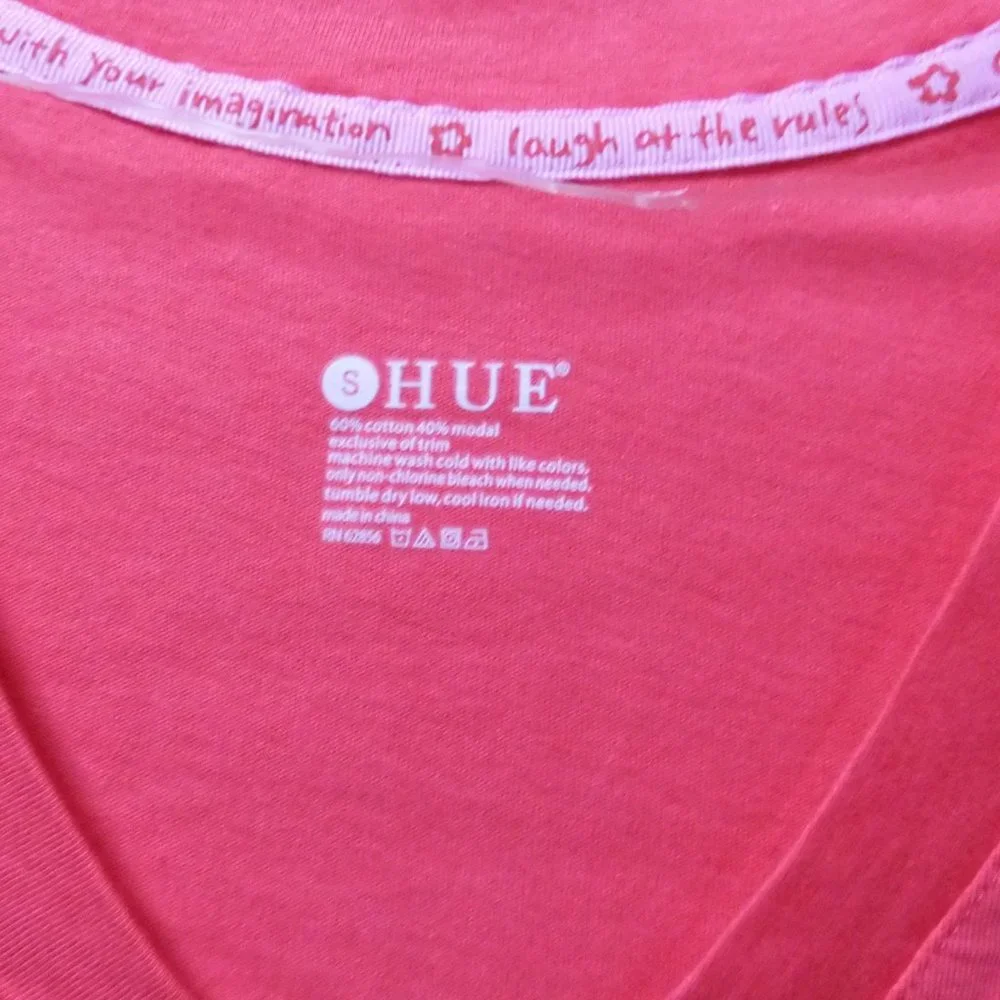 with your imagination laugh at the rules
S HUE®
60% cotton 40% modal
exclusive of trim
machine wash cold with like colors,
only non-chlorine bleach when needed,
tumble dry low, cool iron if needed.
made in china
RN 62856